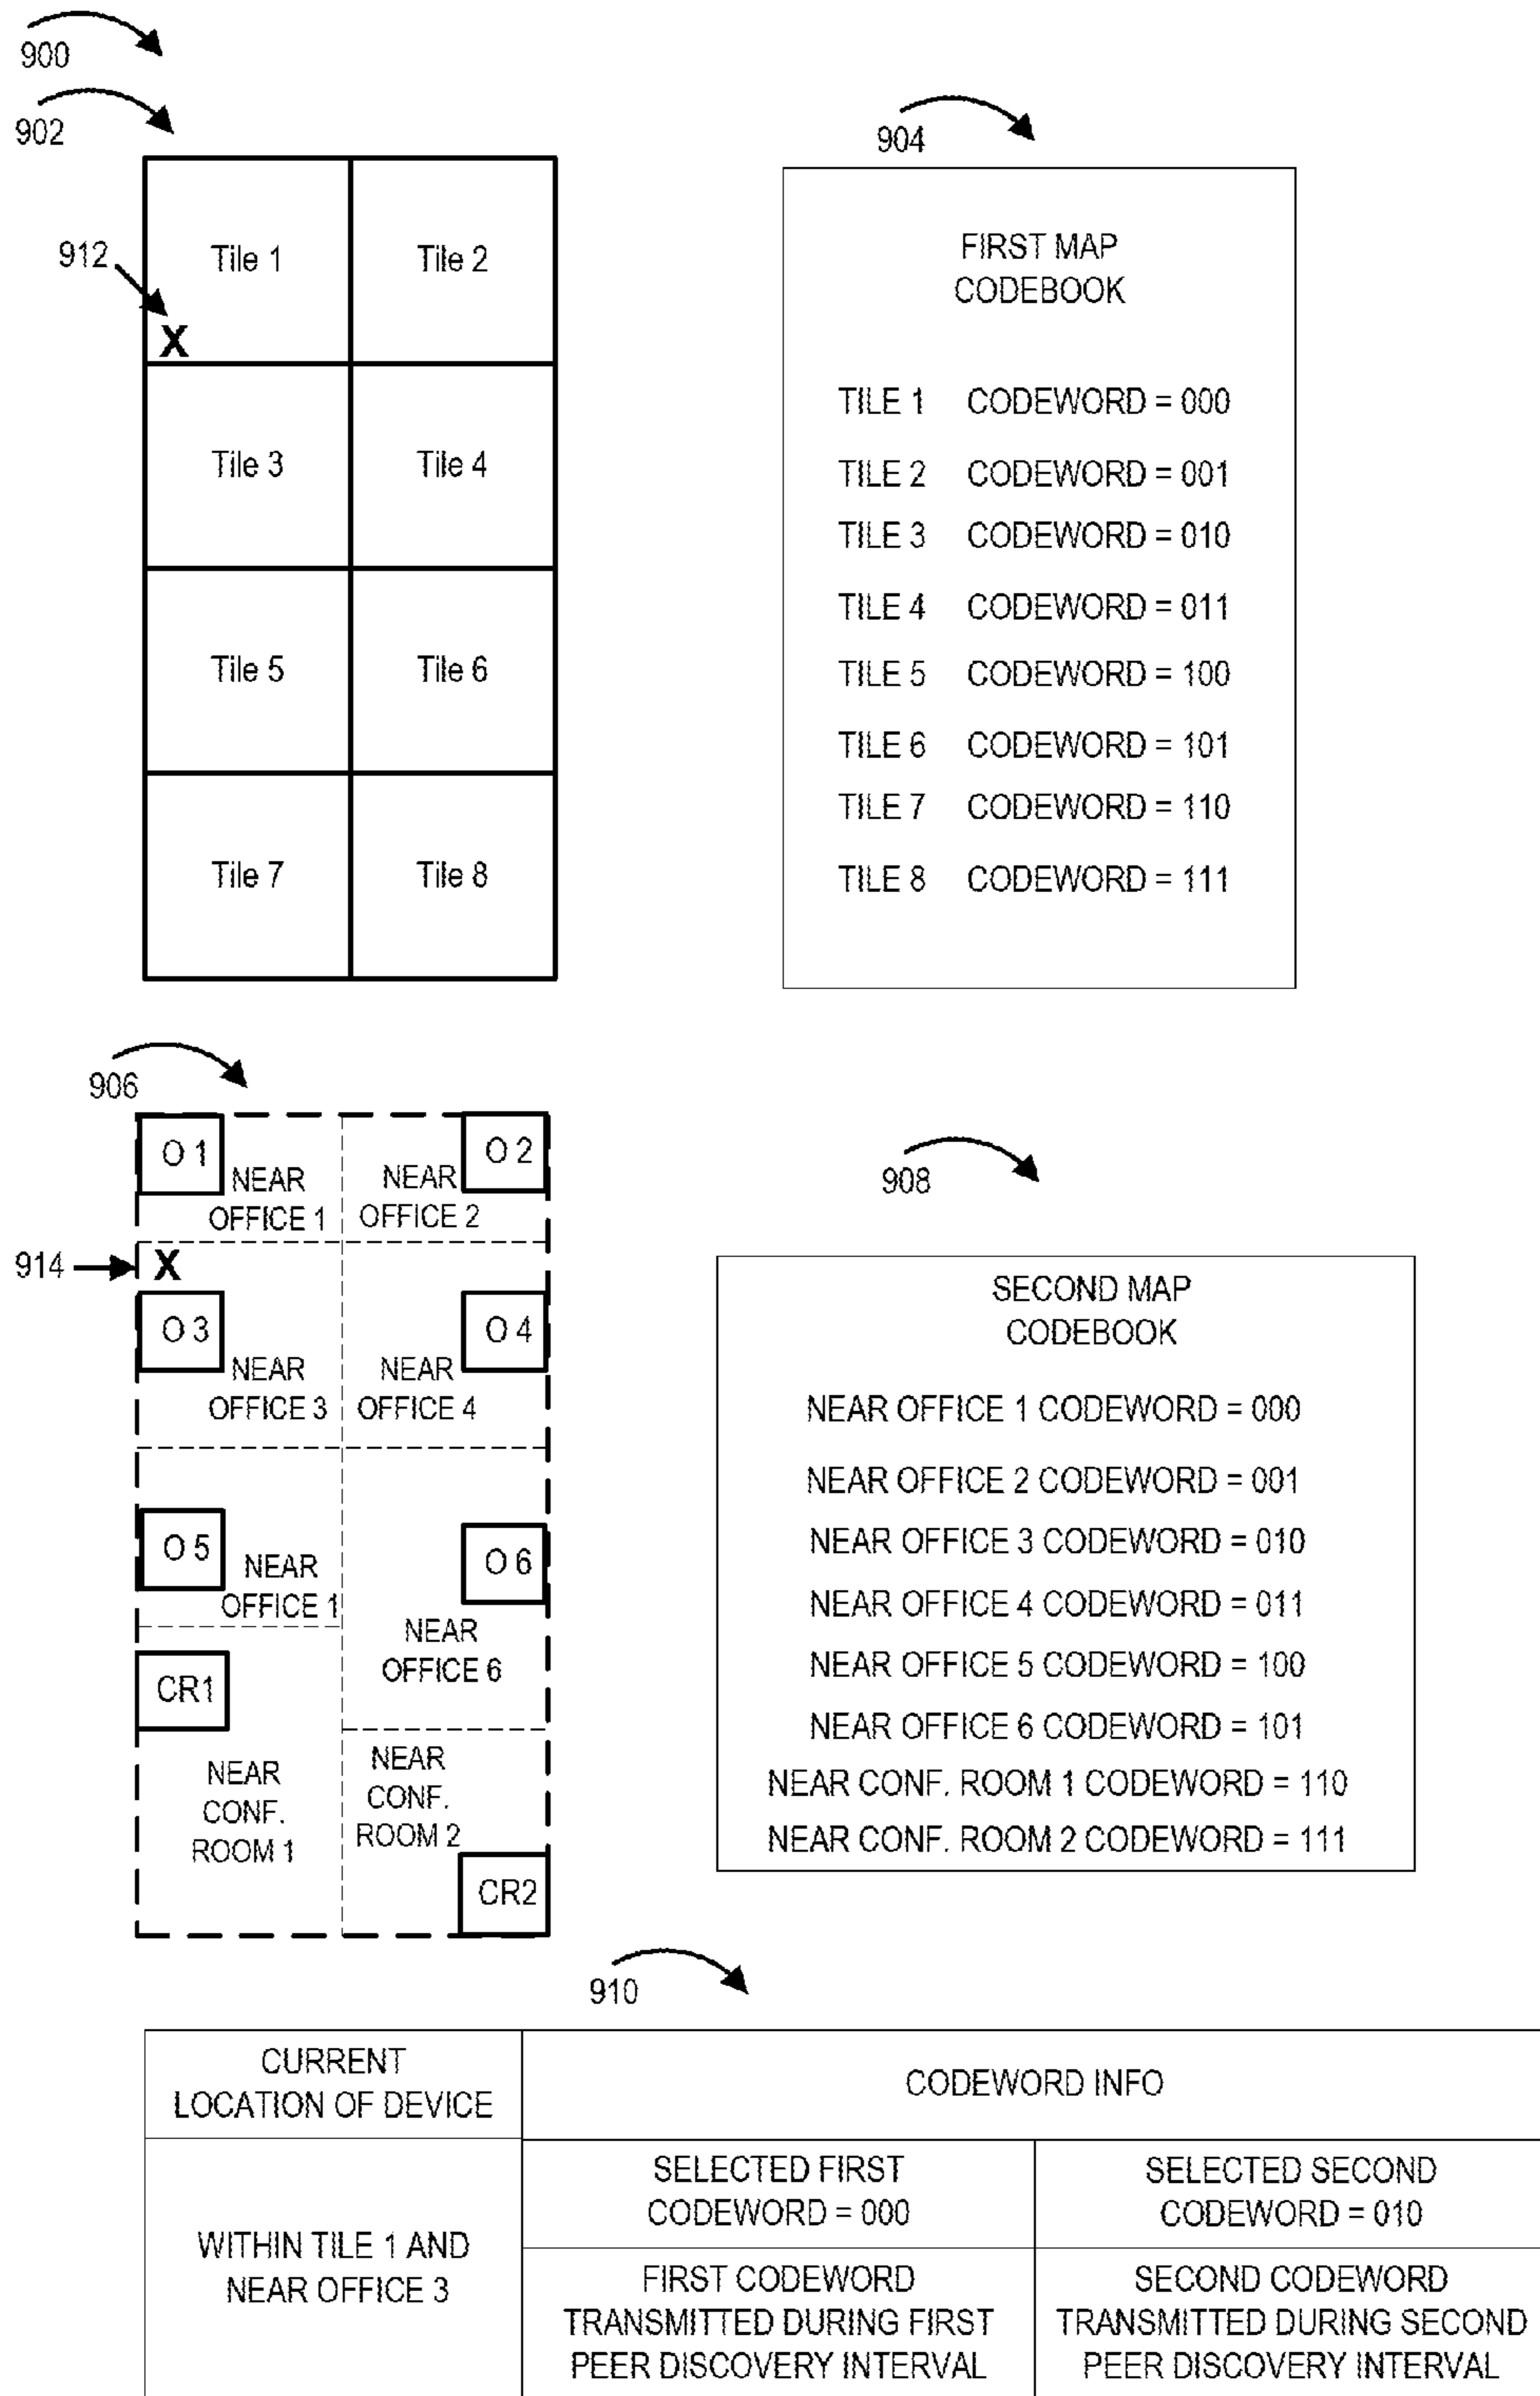 900
902
904
912
Tile 1
Tile 2
X
Tile 3
Tile 4
Tile 5
Tile 6
Tile 7
Tile 8
FIRST MAP
CODEBOOK
TILE 1 CODEWORD = 000
TILE 2 CODEWORD = 001
TILE 3 CODEWORD = 010
TILE 4 CODEWORD = 011
TILE 5 CODEWORD = 100
TILE 6 CODEWORD = 101
TILE 7 CODEWORD = 110
TILE 8 CODEWORD = 111
906
O 1
NEAR
OFFICE 1
O 2
NEAR
OFFICE 2
914
X
O 3
NEAR
OFFICE 3
O 4
NEAR
OFFICE 4
O 5
NEAR
OFFICE 1
O 6
NEAR
OFFICE 6
CR1
NEAR
CONF.
ROOM 1
NEAR
CONF.
ROOM 2
CR2
908
SECOND MAP
CODEBOOK
NEAR OFFICE 1 CODEWORD = 000
NEAR OFFICE 2 CODEWORD = 001
NEAR OFFICE 3 CODEWORD = 010
NEAR OFFICE 4 CODEWORD = 011
NEAR OFFICE 5 CODEWORD = 100
NEAR OFFICE 6 CODEWORD = 101
NEAR CONF. ROOM 1 CODEWORD = 110
NEAR CONF. ROOM 2 CODEWORD = 111
910
CURRENT
LOCATION OF DEVICE
CODEWORD INFO
WITHIN TILE 1 AND
NEAR OFFICE 3
SELECTED FIRST
CODEWORD = 000
SELECTED SECOND
CODEWORD = 010
FIRST CODEWORD
TRANSMITTED DURING FIRST
PEER DISCOVERY INTERVAL
SECOND CODEWORD
TRANSMITTED DURING SECOND
PEER DISCOVERY INTERVAL